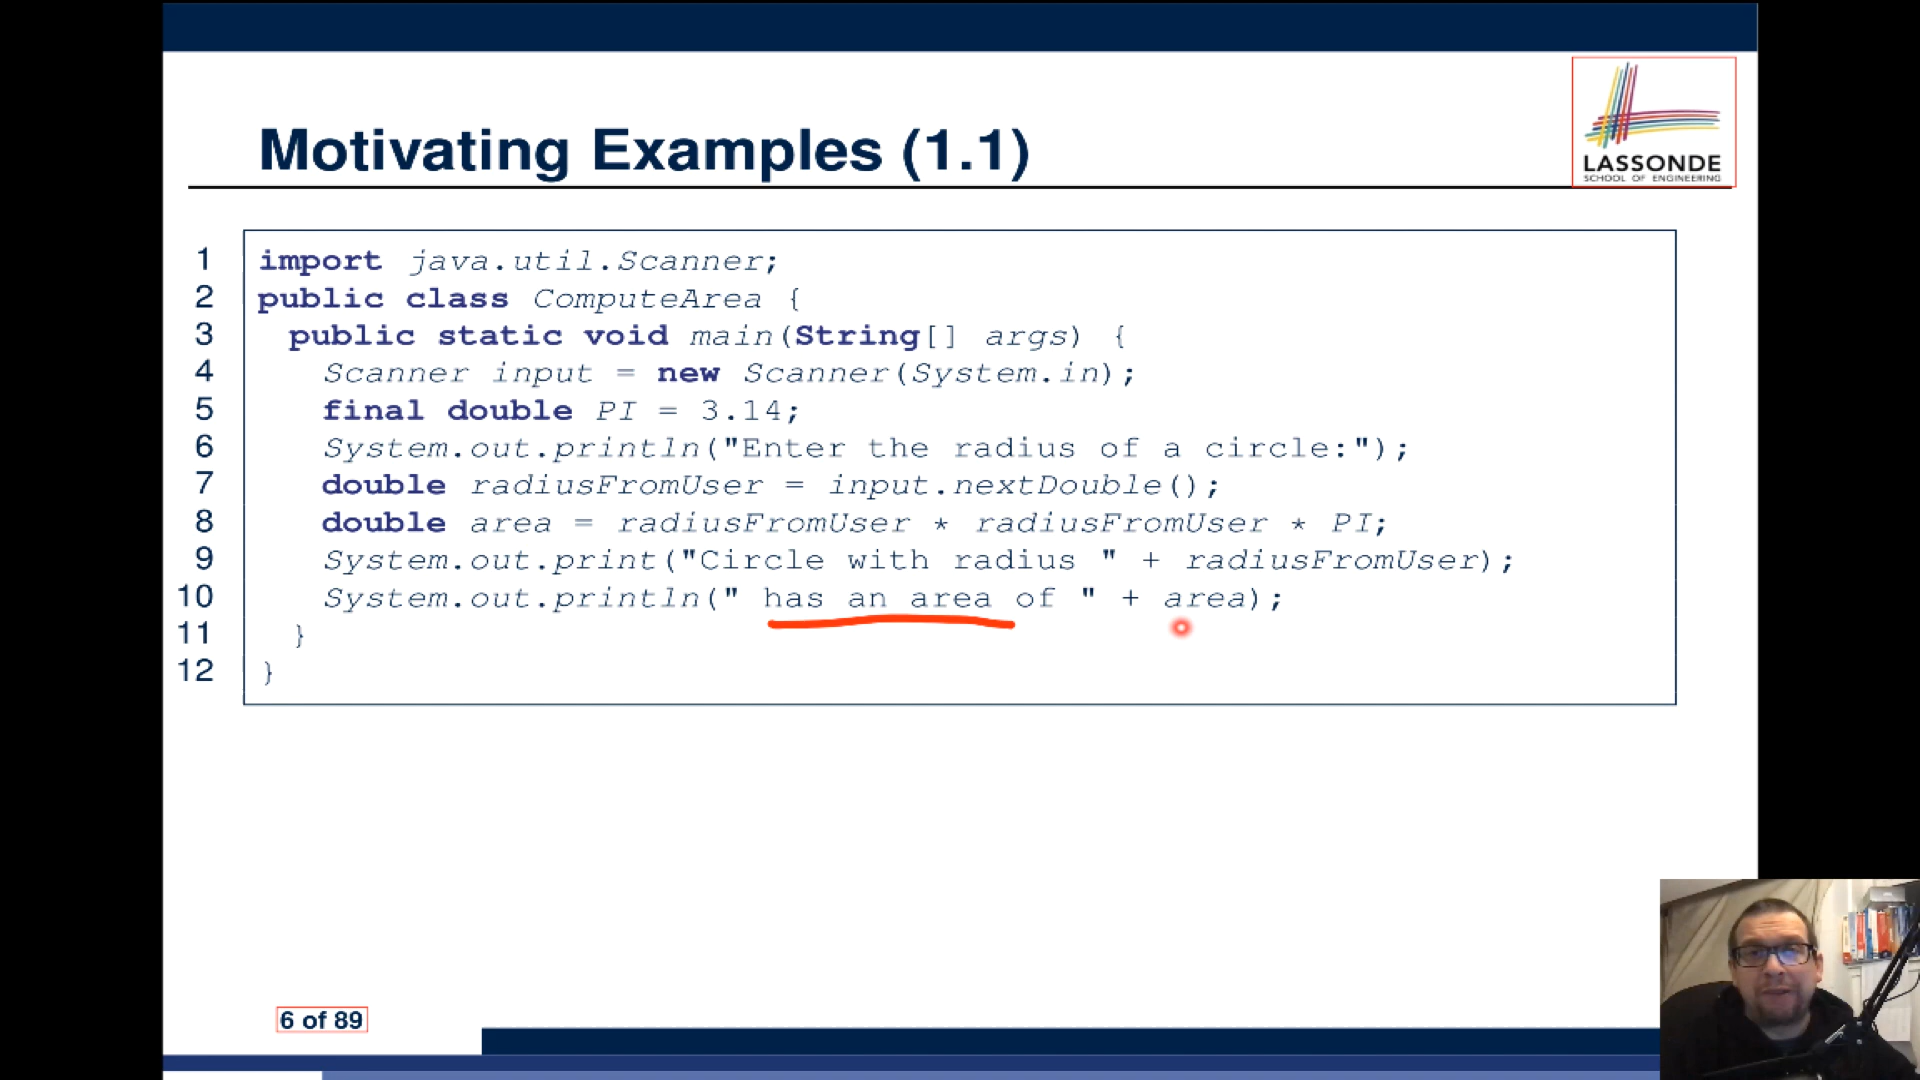 LASSONDE
SCHOOL OF ENGINEERING
Motivating Examples (1.1)
1 import java.util.Scanner;
2 public class ComputeArea {
3 public static void main(String[] args) {
4 Scanner input = new Scanner(System.in);
5 final double PI = 3.14;
6 System.out.println("Enter the radius of a circle:");
7 double radiusFromUser = input.nextDouble();
8 double area = radiusFromUser * radiusFromUser * PI;
9 System.out.print("Circle with radius " + radiusFromUser);
10 System.out.println(" has an area of " + area);
11 }
12 }
6 of 89